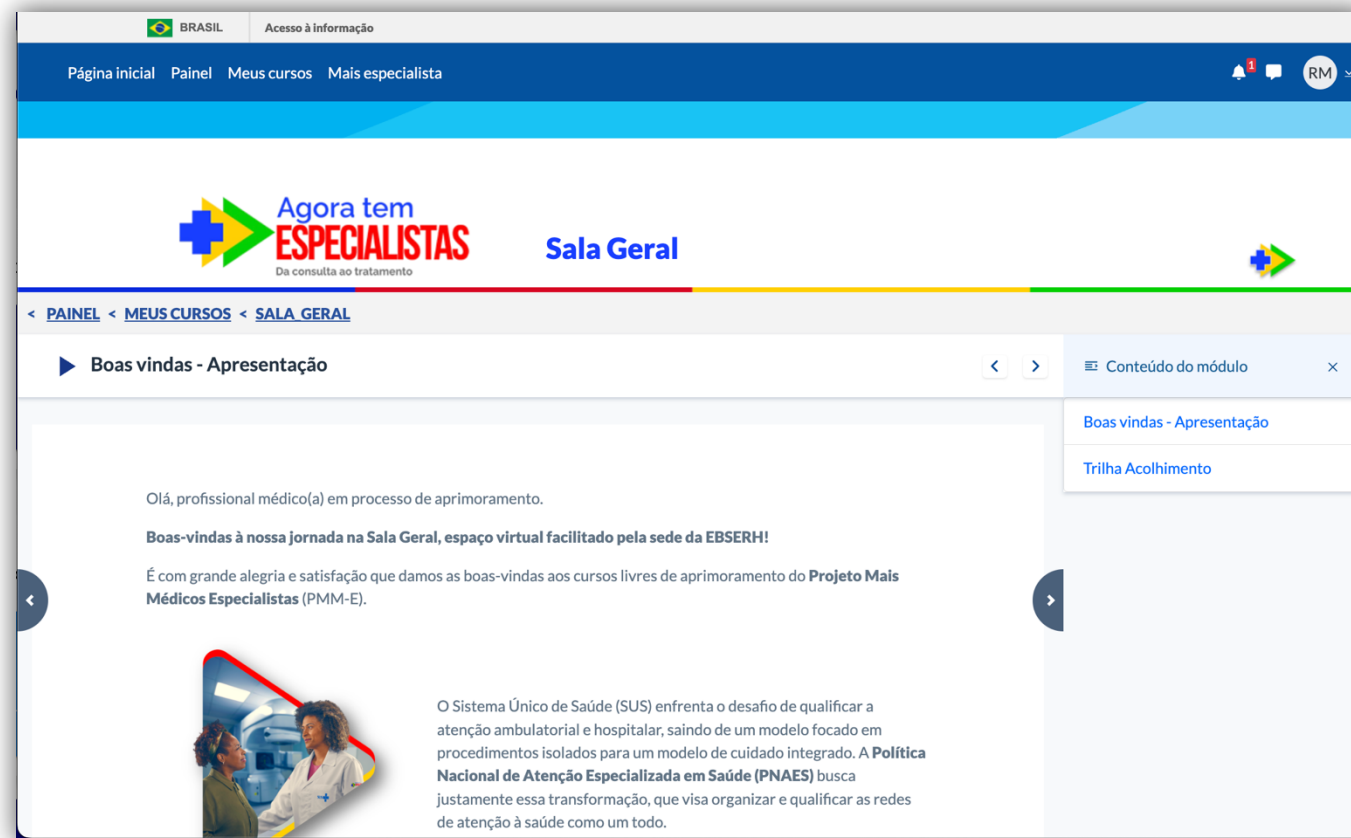 BRASIL Acesso à informação
Página inicial Painel Meus cursos Mais especialista 1 RM
Agora tem
ESPECIALISTAS
Da consulta ao tratamento
Sala Geral
< PAINEL < MEUS CURSOS < SALA_GERAL
Boas vindas - Apresentação
Conteúdo do módulo
Boas vindas - Apresentação
Trilha Acolhimento
Olá, profissional médico(a) em processo de aprimoramento.
Boas-vindas à nossa jornada na Sala Geral, espaço virtual facilitado pela sede da EBSERH!
É com grande alegria e satisfação que damos as boas-vindas aos cursos livres de aprimoramento do Projeto Mais
Médicos Especialistas (PMM-E).
O Sistema Único de Saúde (SUS) enfrenta o desafio de qualificar a
atenção ambulatorial e hospitalar, saindo de um modelo focado em
procedimentos isolados para um modelo de cuidado integrado. A Política
Nacional de Atenção Especializada em Saúde (PNAES) busca
justamente essa transformação, que visa organizar e qualificar as redes
de atenção à saúde como um todo.